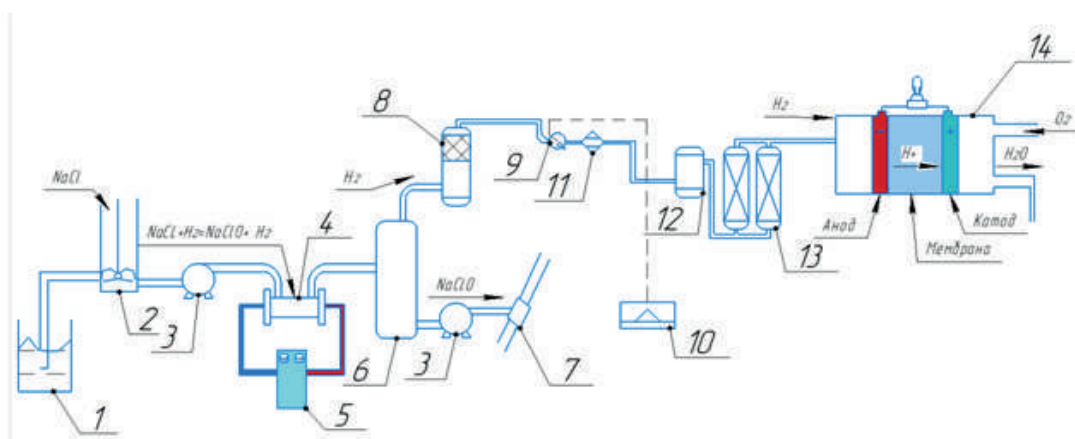 14
H₂
O₂
8
H⁺
H₂O
9
11
H₂
NaCl
12
NaCl+H₂=NaClO+ H₂
4
Анод
Катод
13
Мембрана
NaClO
2
3
10
6
3
7
1
5